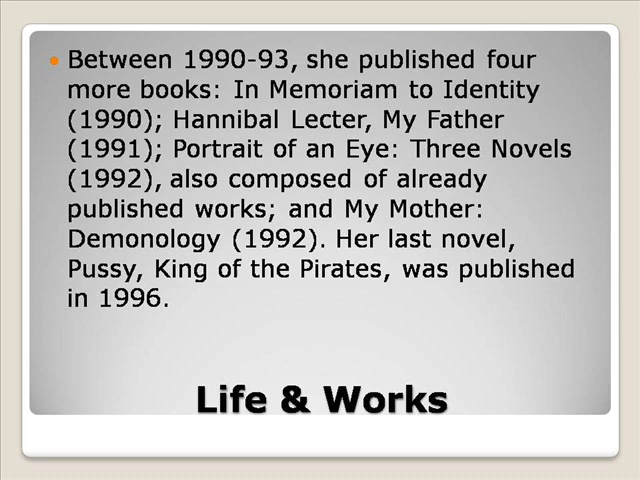 Between 1990-93, she published four
more books: In Memoriam to Identity
(1990); Hannibal Lecter, My Father
(1991); Portrait of an Eye: Three Novels
(1992), also composed of already
published works; and My Mother:
Demonology (1992). Her last novel,
Pussy, King of the Pirates, was published
in 1996.
Life & Works